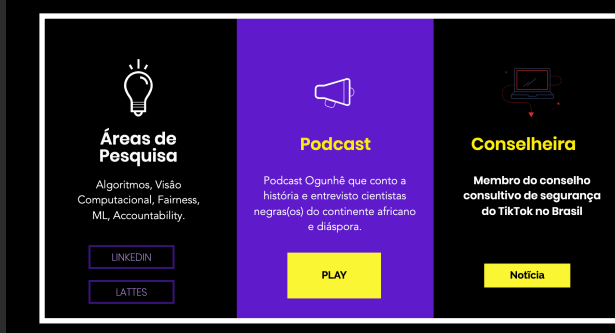 Áreas de
Pesquisa
Algoritmos, Visão
Computacional, Fairness,
ML, Accountability.
LINKEDIN
LATTES
Podcast
Podcast Ogunhê que conto a
história e entrevisto cientistas
negras(os) do continente africano
e diáspora.
PLAY
Conselheira
Membro do conselho
consultivo de segurança
do TikTok no Brasil
Notícia